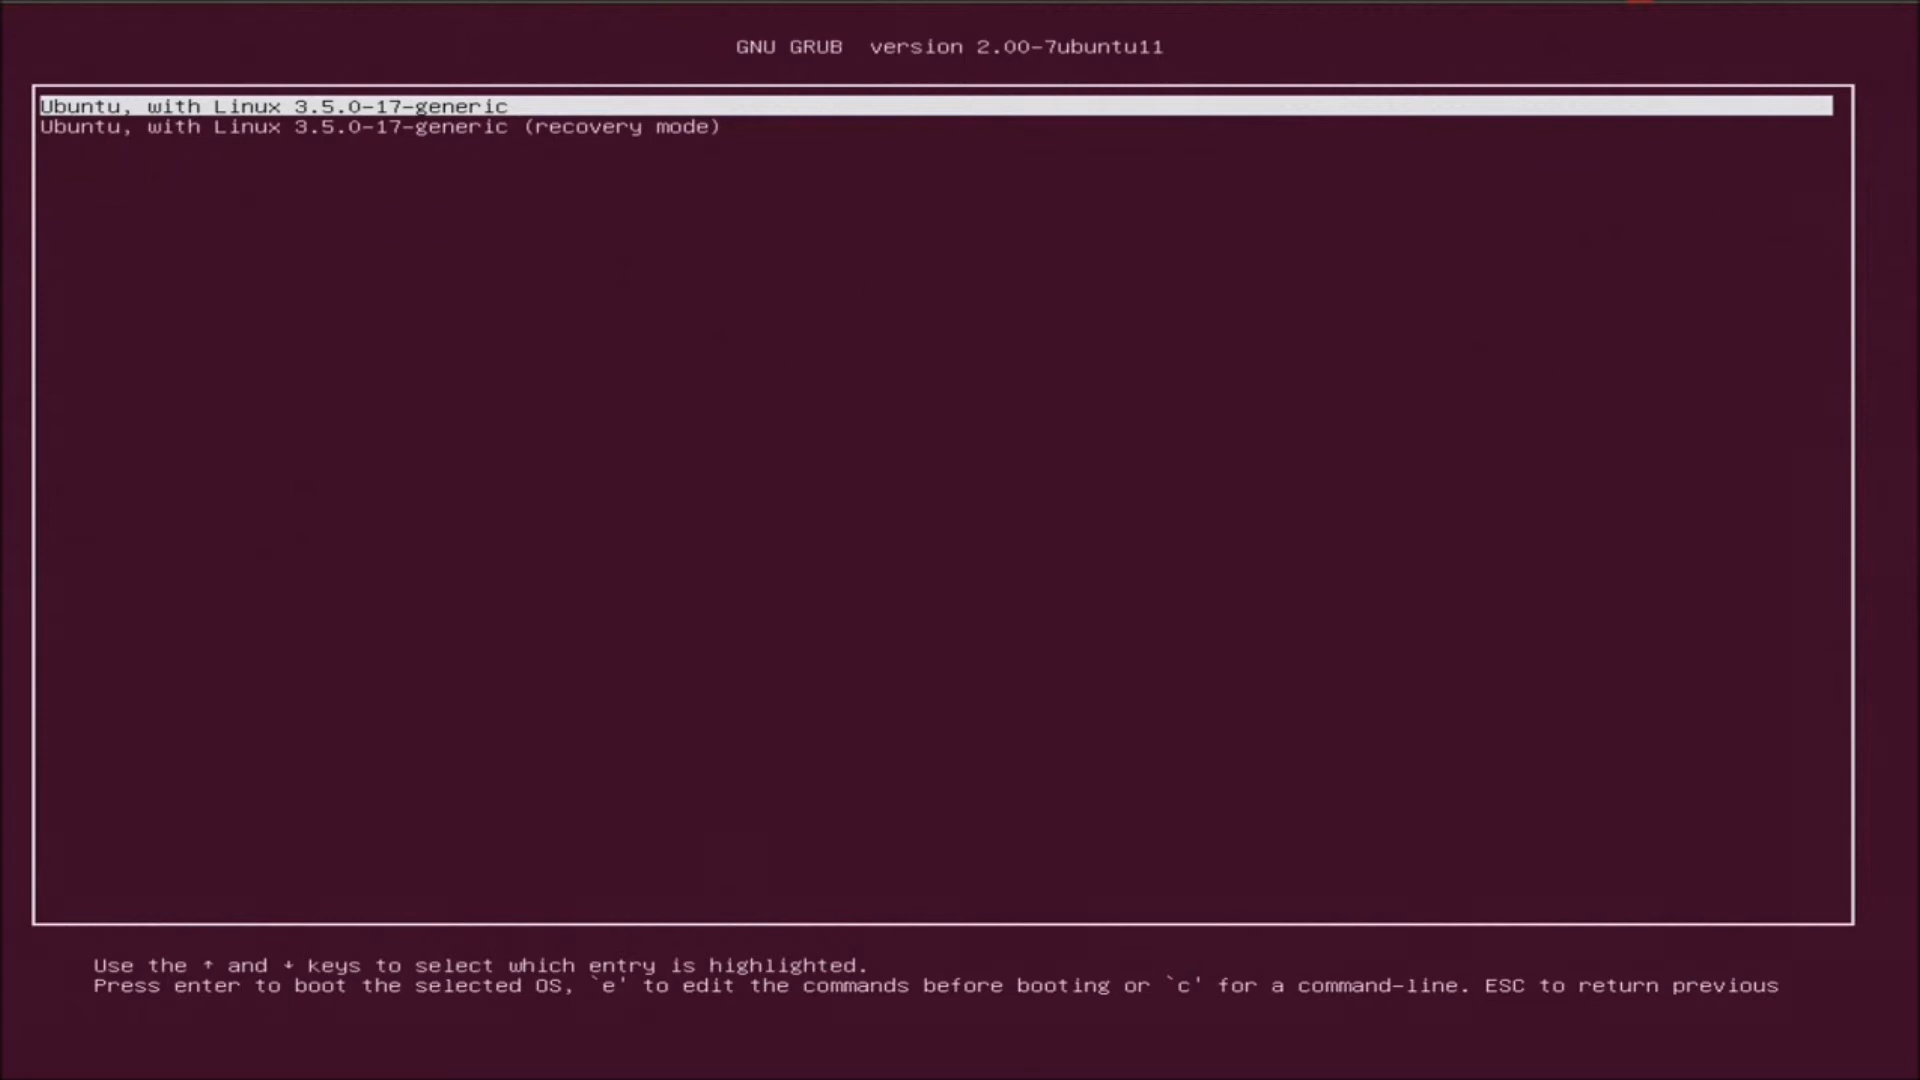 GNU GRUB  version 2.00-7ubuntu11
Ubuntu, with Linux 3.5.0-17-generic
Ubuntu, with Linux 3.5.0-17-generic (recovery mode)
Use the ↑ and ↓ keys to select which entry is highlighted.
Press enter to boot the selected OS, `e' to edit the commands before booting or `c' for a command-line. ESC to return previous